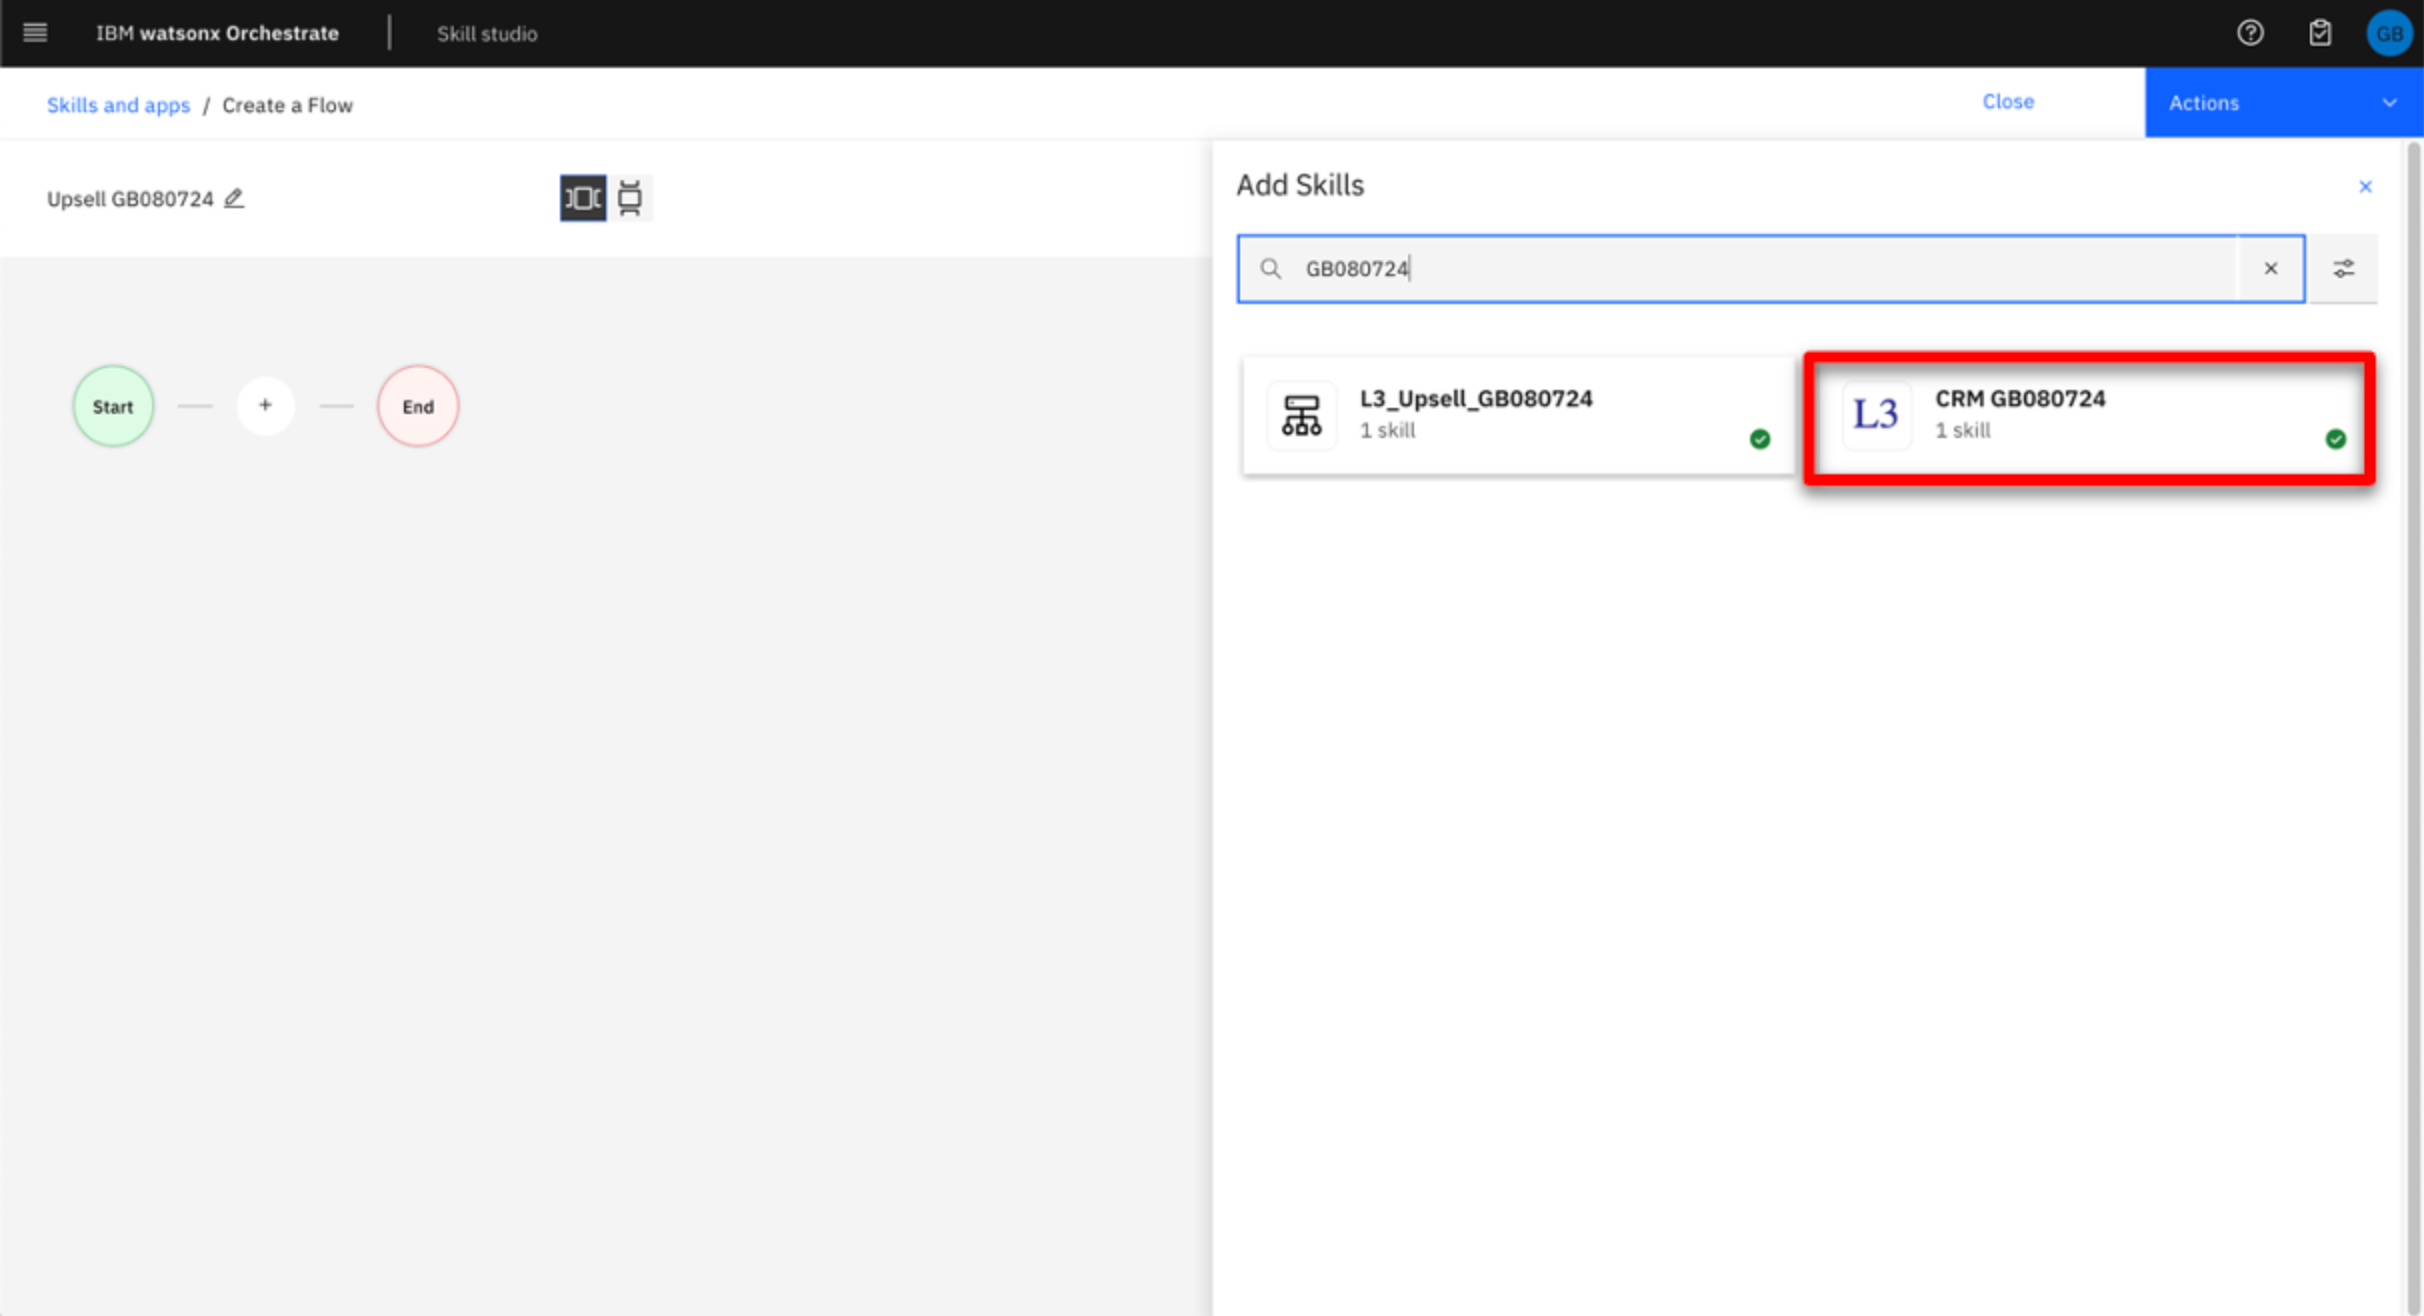 IBM watsonx Orchestrate
Skill studio
GB
Skills and apps / Create a Flow
Close
Actions
Upsell GB080724
Add Skills
GB080724
L3_Upsell_GB080724
1 skill
L3
CRM GB080724
1 skill
Start
+
End